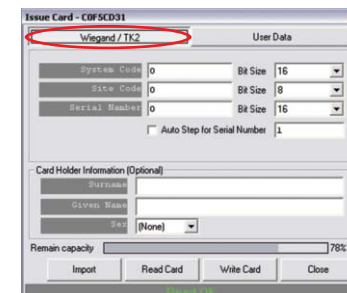 Issue Card - C0F5CD31
Wiegand / TK2 User Data
System Code 0 Bit Size 16
Site Code 0 Bit Size 8
Serial Number 0 Bit Size 16
Auto Step for Serial Number 1
Card Holder Information (Optional)
Surname
Given Name
Sex (None)
Remain capacity 78%
Import Read Card Write Card Close